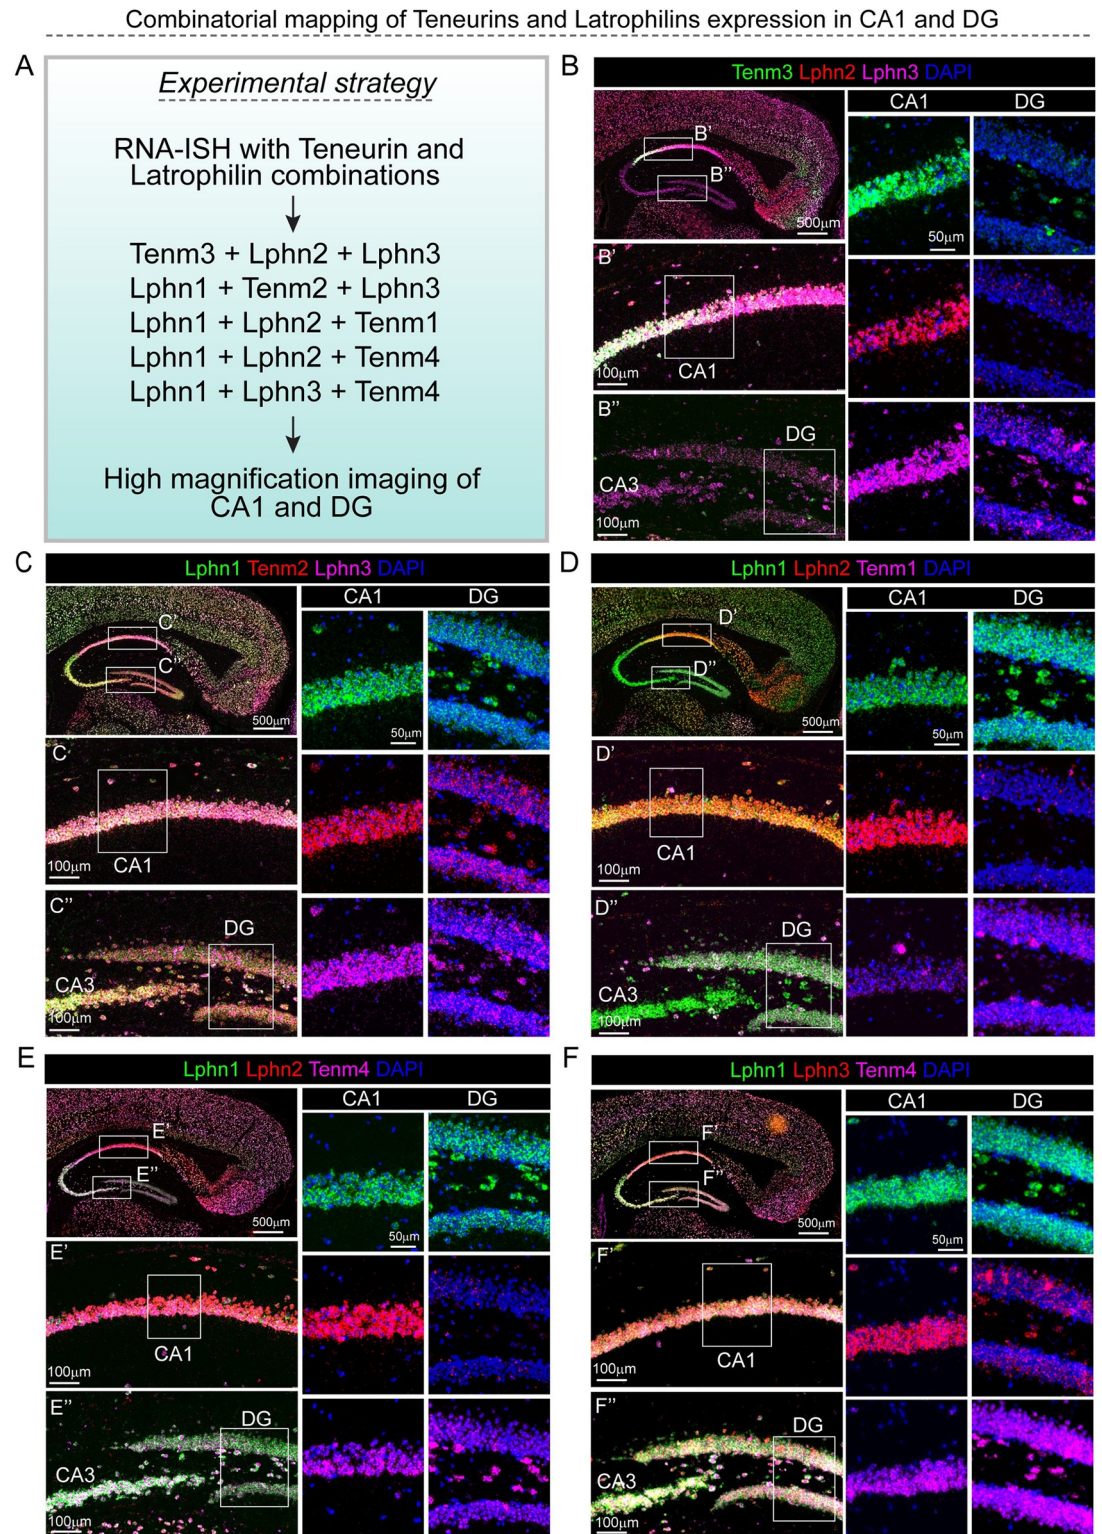 Combinatorial mapping of Teneurins and Latrophilins expression in CA1 and DG
A
Experimental strategy
RNA-ISH with Teneurin and
Latrophilin combinations
Tenm3 + Lphn2 + Lphn3
Lphn1 + Tenm2 + Lphn3
Lphn1 + Lphn2 + Tenm1
Lphn1 + Lphn2 + Tenm4
Lphn1 + Lphn3 + Tenm4
High magnification imaging of
CA1 and DG
B
Tenm3 Lphn2 Lphn3 DAPI
CA1 DG
B'
B''
500µm
50µm
B'
CA1
100µm
B''
DG
CA3
100µm
C
Lphn1 Tenm2 Lphn3 DAPI
CA1 DG
C'
C''
500µm
50µm
C'
CA1
100µm
C''
DG
CA3
100µm
D
Lphn1 Lphn2 Tenm1 DAPI
CA1 DG
D'
D''
500µm
50µm
D'
CA1
100µm
D''
DG
CA3
100µm
E
Lphn1 Lphn2 Tenm4 DAPI
CA1 DG
E'
E''
500µm
50µm
E'
CA1
100µm
E''
DG
CA3
100µm
F
Lphn1 Lphn3 Tenm4 DAPI
CA1 DG
F'
F''
500µm
50µm
F'
CA1
100µm
F''
DG
CA3
100µm